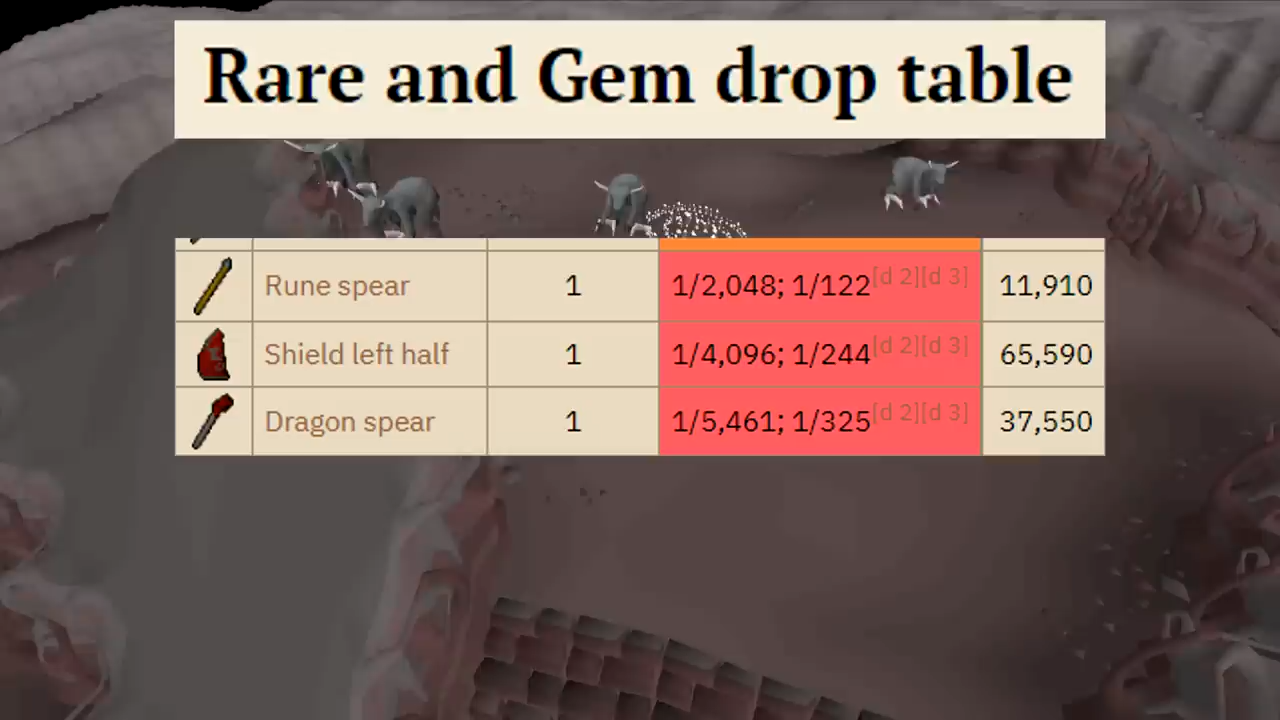 Rare and Gem drop table
Rune spear 1 1/2,048; 1/122[d 2][d 3] 11,910
Shield left half 1 1/4,096; 1/244[d 2][d 3] 65,590
Dragon spear 1 1/5,461; 1/325[d 2][d 3] 37,550